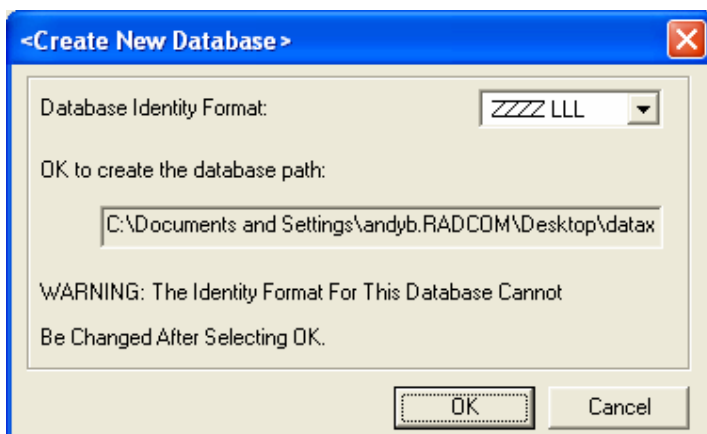 <Create New Database>
Database Identity Format:
ZZZZ LLL
OK to create the database path:
C:\Documents and Settings\andyb.RADCOM\Desktop\datax
WARNING: The Identity Format For This Database Cannot
Be Changed After Selecting OK.
OK
Cancel